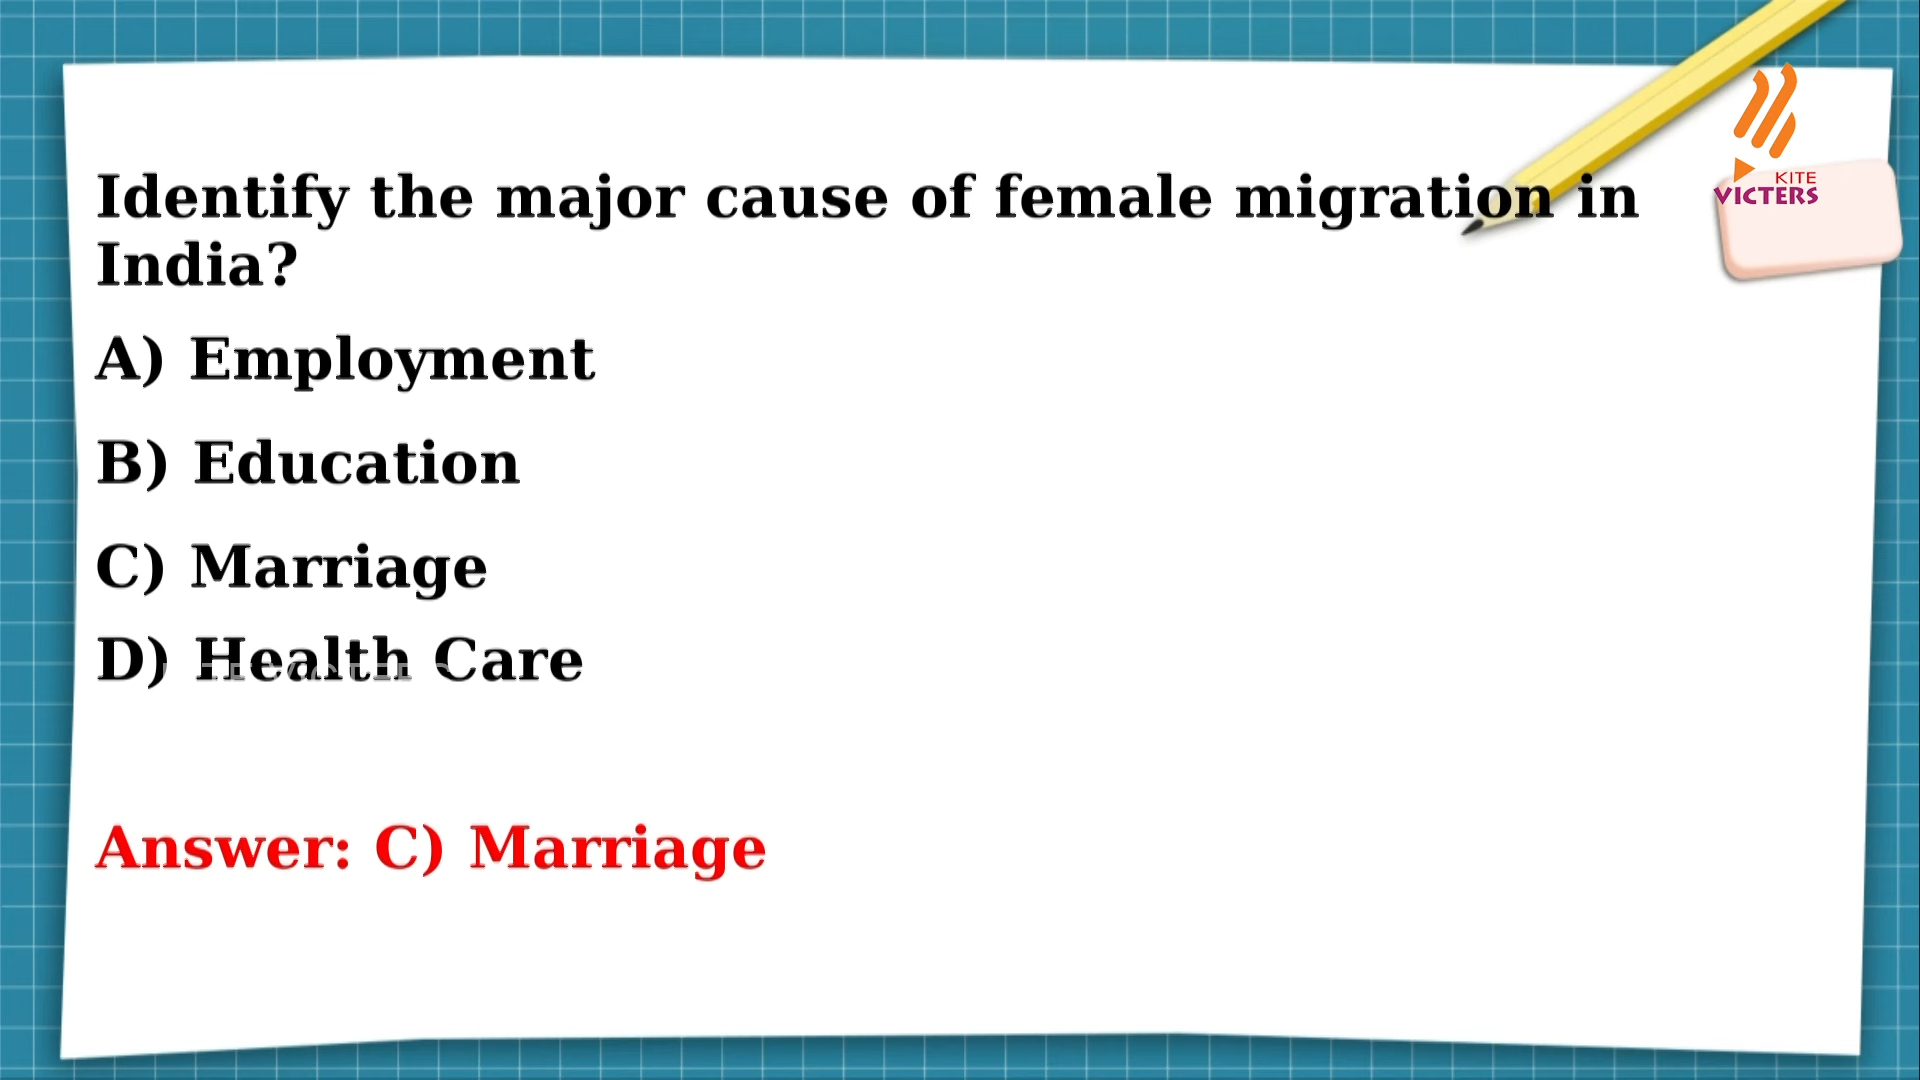 Identify the major cause of female migration in
India?
A) Employment
B) Education
C) Marriage
D) Health Care
Answer: C) Marriage
KITE
VICTERS